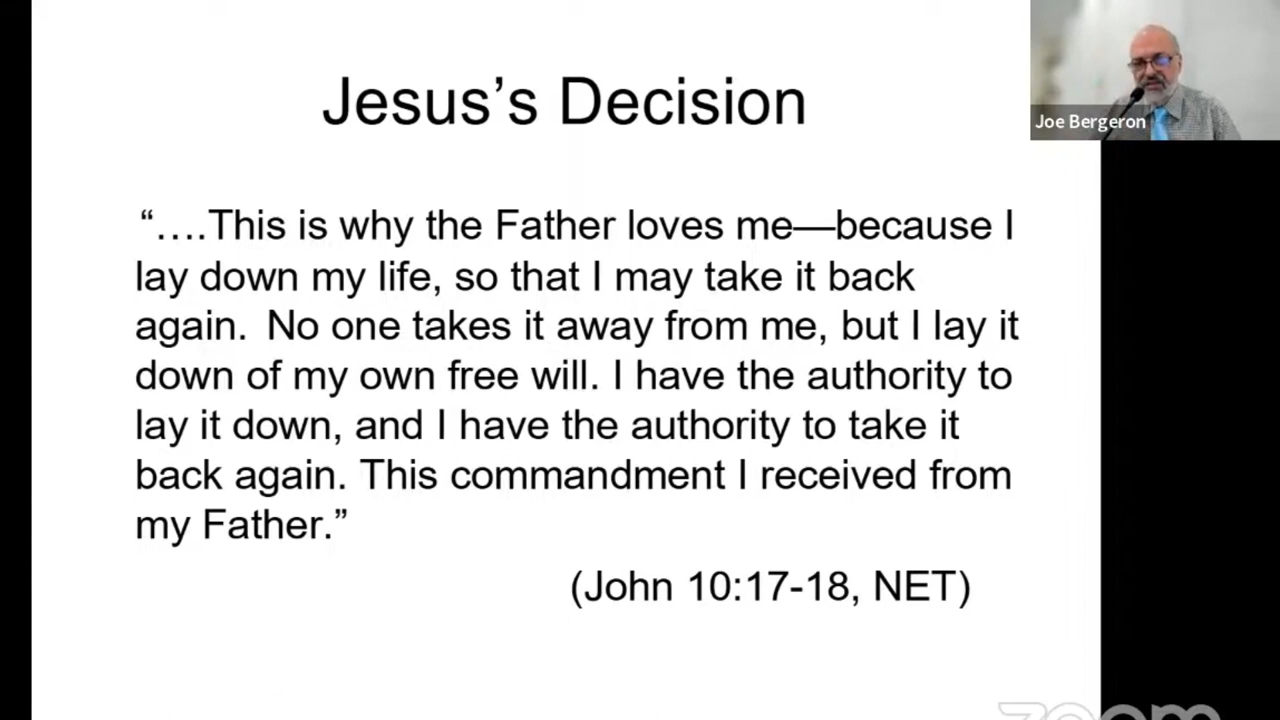 Jesus’s Decision
Joe Bergeron
“....This is why the Father loves me—because I
lay down my life, so that I may take it back
again. No one takes it away from me, but I lay it
down of my own free will. I have the authority to
lay it down, and I have the authority to take it
back again. This commandment I received from
my Father.”
(John 10:17-18, NET)
zoom